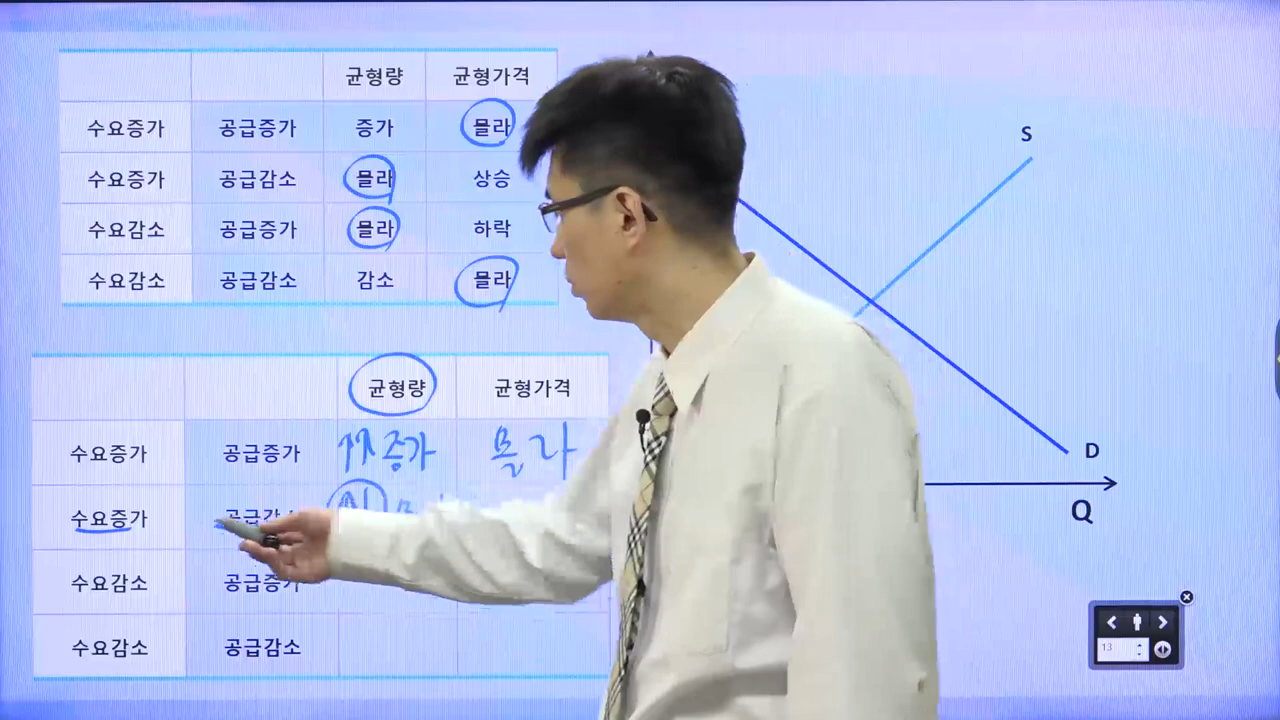 균형량 균형가격
수요증가 공급증가 증가 몰라
수요증가 공급감소 몰라 상승
수요감소 공급증가 몰라 하락
수요감소 공급감소 감소 몰라
균형량 균형가격
수요증가 공급증가 ↑↑ 증가 몰라
수요증가 공급감소
수요감소 공급증가
수요감소 공급감소
S
D
Q
13